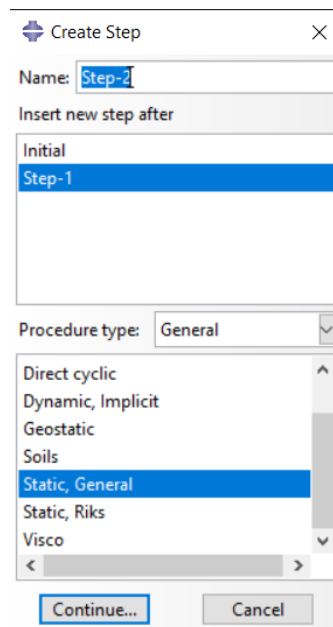 Create Step
Name: Step-2
Insert new step after
Initial
Step-1
Procedure type: General
Direct cyclic
Dynamic, Implicit
Geostatic
Soils
Static, General
Static, Riks
Visco
Continue... Cancel